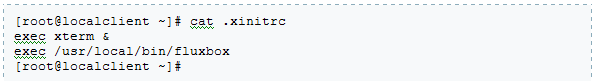 [root@localclient ~]# cat .xinitrc
exec xterm &
exec /usr/local/bin/fluxbox
[root@localclient ~]#